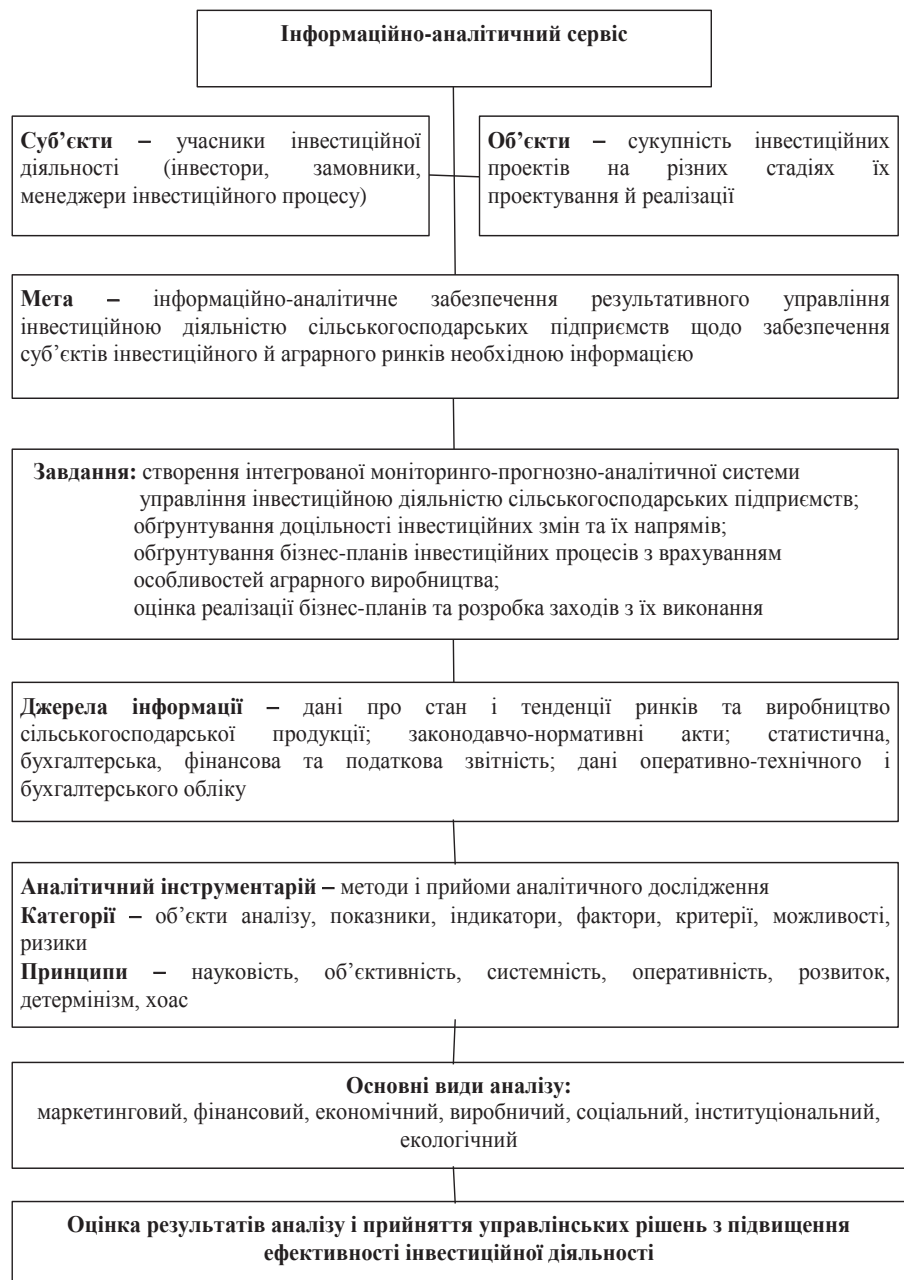 Інформаційно-аналітичний сервіс
Суб’єкти – учасники інвестиційної
діяльності (інвестори, замовники,
менеджери інвестиційного процесу)
Об’єкти – сукупність інвестиційних
проектів на різних стадіях їх
проектування й реалізації
Мета – інформаційно-аналітичне забезпечення результативного управління
інвестиційною діяльністю сільськогосподарських підприємств щодо забезпечення
суб’єктів інвестиційного й аграрного ринків необхідною інформацією
Завдання: створення інтегрованої моніторинго-прогнозно-аналітичної системи
управління інвестиційною діяльністю сільськогосподарських підприємств;
обґрунтування доцільності інвестиційних змін та їх напрямів;
обґрунтування бізнес-планів інвестиційних процесів з врахуванням
особливостей аграрного виробництва;
оцінка реалізації бізнес-планів та розробка заходів з їх виконання
Джерела інформації – дані про стан і тенденції ринків та виробництво
сільськогосподарської продукції; законодавчо-нормативні акти; статистична,
бухгалтерська, фінансова та податкова звітність; дані оперативно-технічного і
бухгалтерського обліку
Аналітичний інструментарій – методи і прийоми аналітичного дослідження
Категорії – об’єкти аналізу, показники, індикатори, фактори, критерії, можливості,
ризики
Принципи – науковість, об’єктивність, системність, оперативність, розвиток,
детермінізм, хоас
Основні види аналізу:
маркетинговий, фінансовий, економічний, виробничий, соціальний, інституціональний,
екологічний
Оцінка результатів аналізу і прийняття управлінських рішень з підвищення
ефективності інвестиційної діяльності